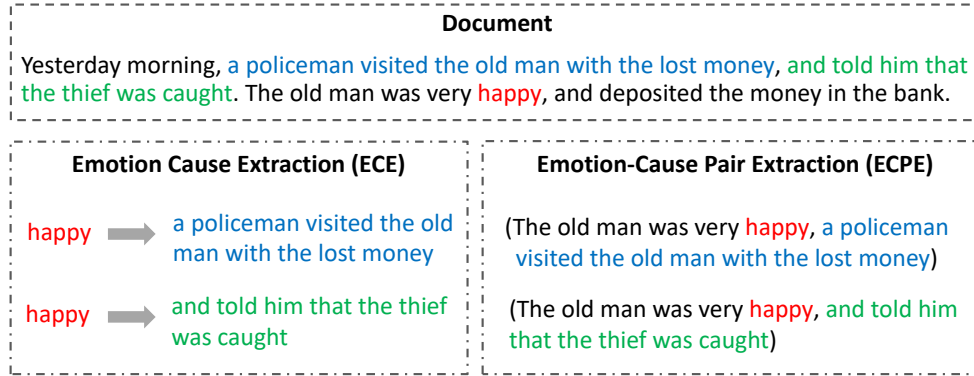 Document
Yesterday morning, a policeman visited the old man with the lost money, and told him that
the thief was caught. The old man was very happy, and deposited the money in the bank.
Emotion Cause Extraction (ECE)
happy a policeman visited the old
man with the lost money
happy and told him that the thief
was caught
Emotion-Cause Pair Extraction (ECPE)
(The old man was very happy, a policeman
visited the old man with the lost money)
(The old man was very happy, and told him
that the thief was caught)